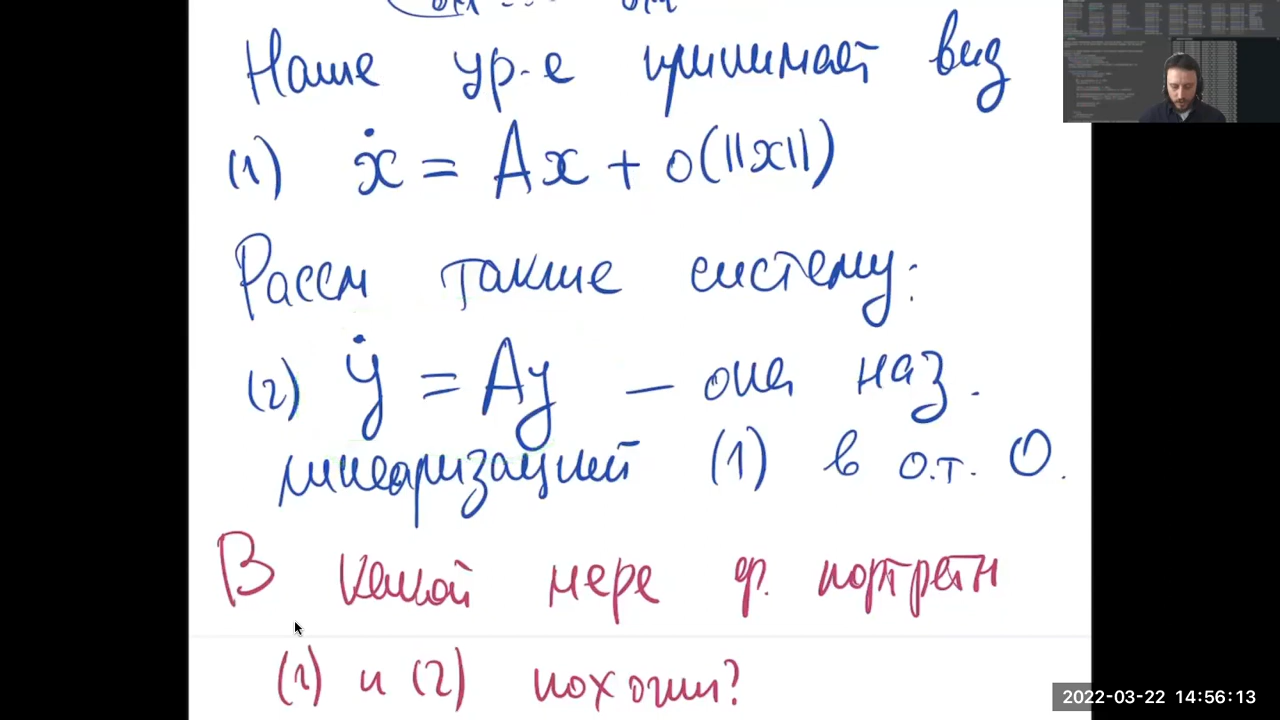 Наше ур-е принимает вид
(1) ẋ = Ax + o(||x||)
Рассм также систему:
(2) ẏ = Ay — она наз.
линеаризацией (1) в о.т. O.
В какой мере ф. портреты
(1) и (2) похожи?
2022-03-22 14:56:13